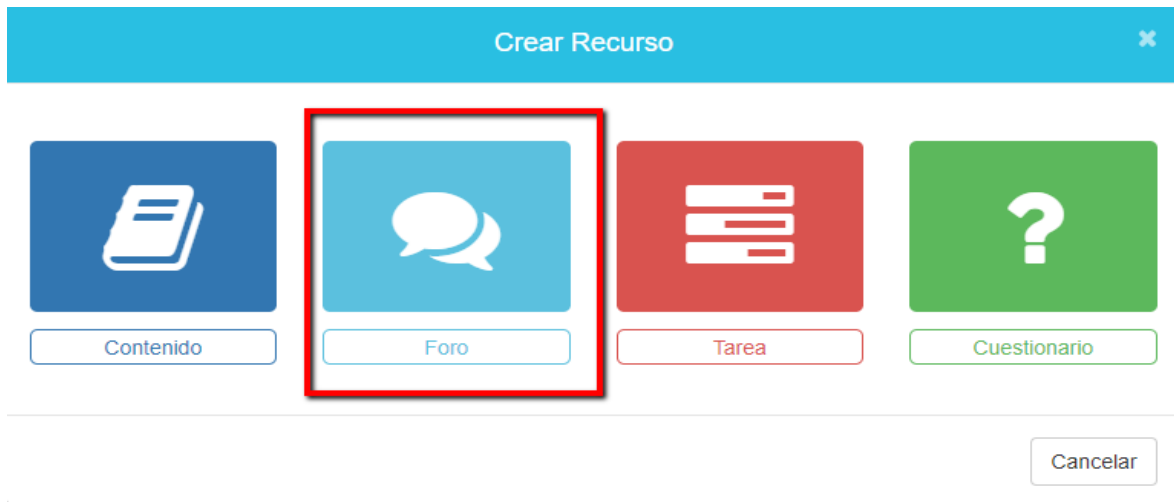 Crear Recurso
Contenido
Foro
Tarea
Cuestionario
Cancelar